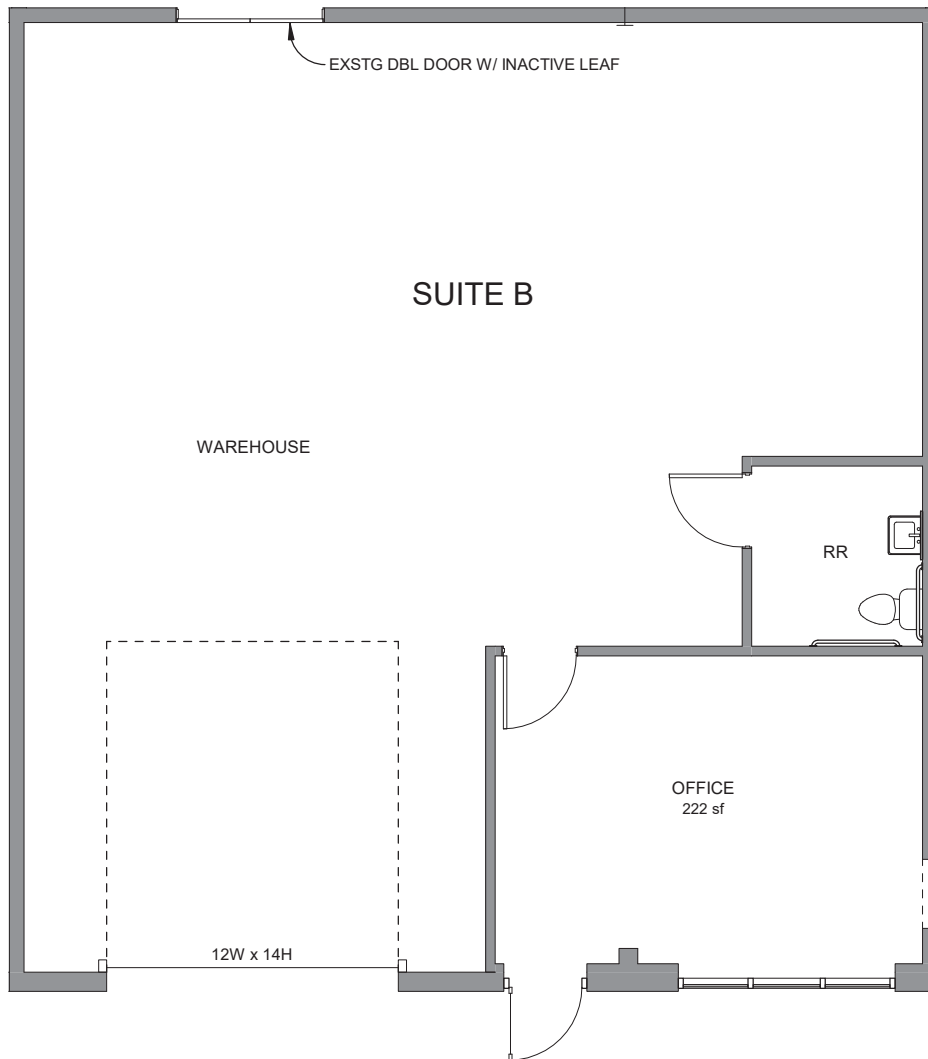 EXSTG DBL DOOR W/ INACTIVE LEAF
SUITE B
WAREHOUSE
RR
OFFICE
222 sf
12W x 14H